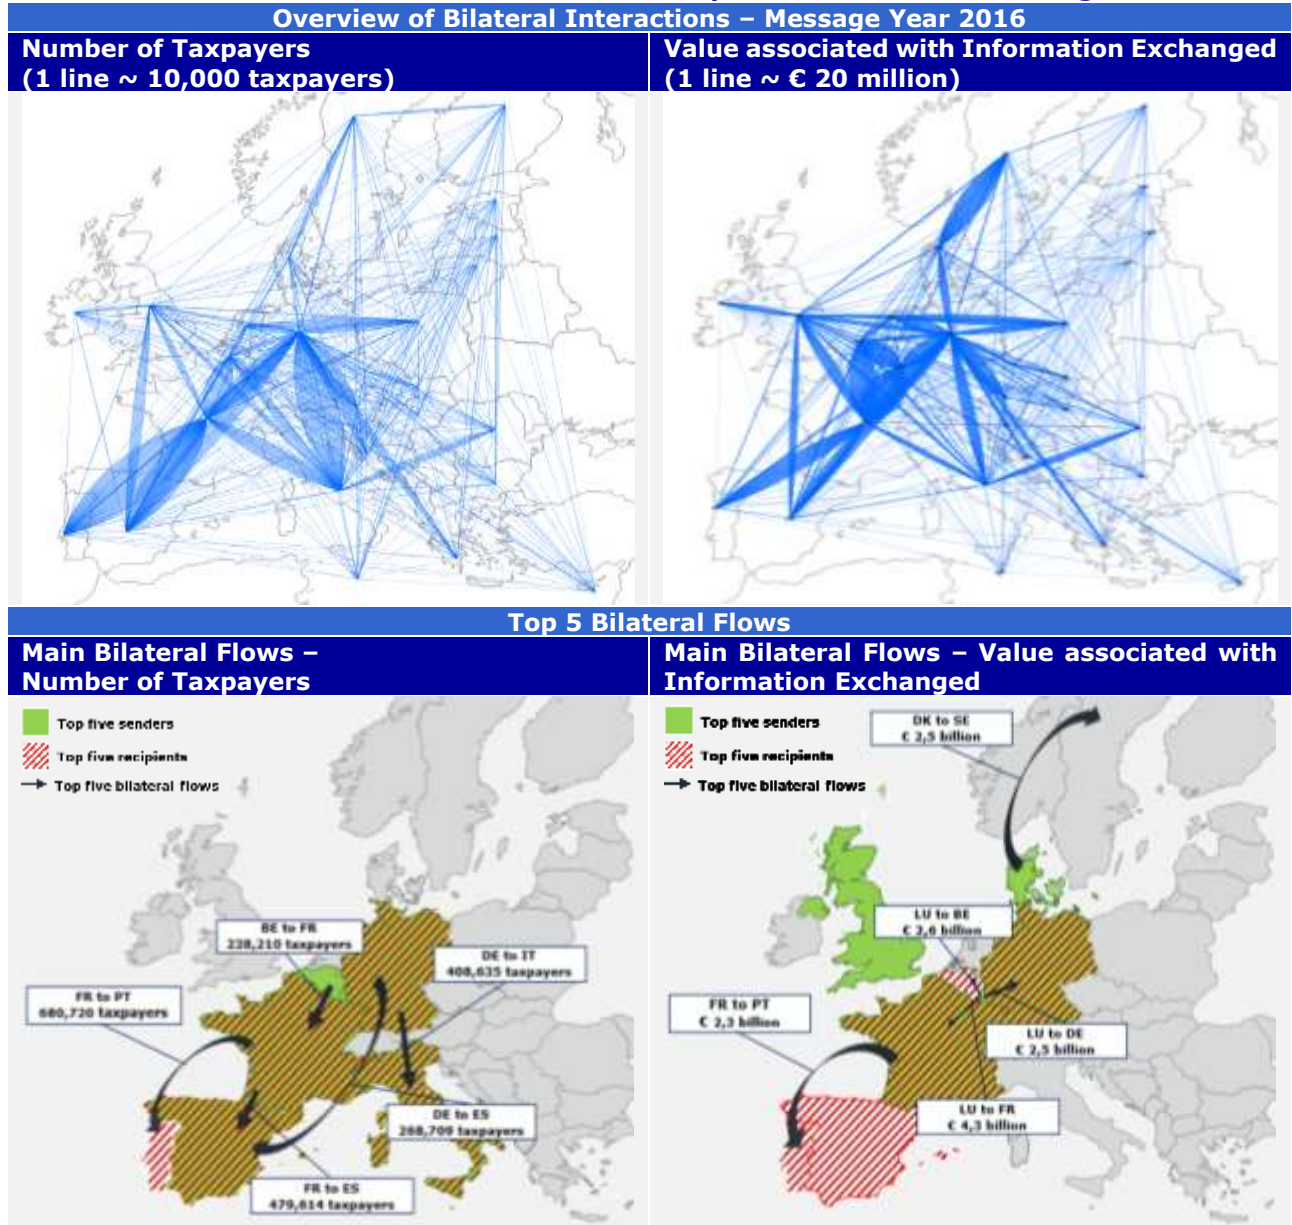 Overview of Bilateral Interactions – Message Year 2016
Number of Taxpayers
(1 line ~ 10,000 taxpayers)
Value associated with Information Exchanged
(1 line ~ € 20 million)
Top 5 Bilateral Flows
Main Bilateral Flows –
Number of Taxpayers
Main Bilateral Flows – Value associated with
Information Exchanged
Top five senders
Top five recipients
Top five bilateral flows
BE to FR
228,210 taxpayers
DE to IT
408,635 taxpayers
FR to PT
680,720 taxpayers
DE to ES
268,709 taxpayers
FR to ES
479,614 taxpayers
Top five senders
Top five recipients
Top five bilateral flows
DK to SE
€ 2,5 billion
LU to BE
€ 2,6 billion
FR to PT
€ 2,3 billion
LU to DE
€ 2,5 billion
LU to FR
€ 4,3 billion